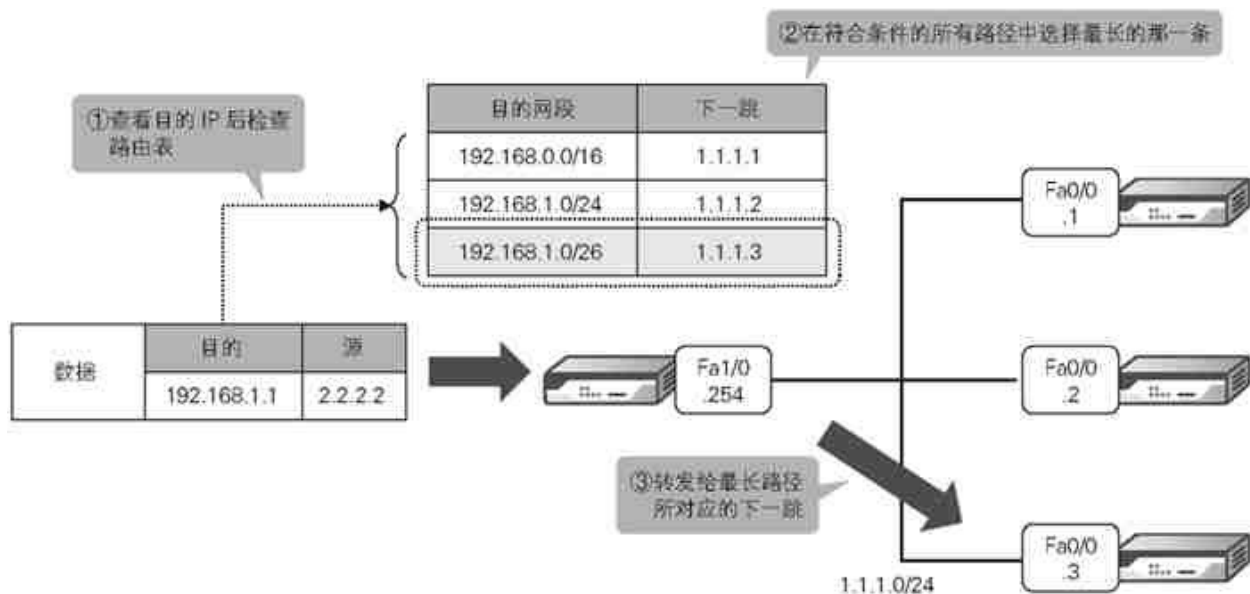 ②在符合条件的所有路径中选择最长的那一条
①查看目的 IP 后检查
路由表
目的网段 下一跳
192.168.0.0/16 1.1.1.1
192.168.1.0/24 1.1.1.2
192.168.1.0/26 1.1.1.3
数据
目的 源
192.168.1.1 2.2.2.2
Fa1/0
.254
Fa0/0
.1
Fa0/0
.2
③转发给最长路径
所对应的下一跳
Fa0/0
.3
1.1.1.0/24